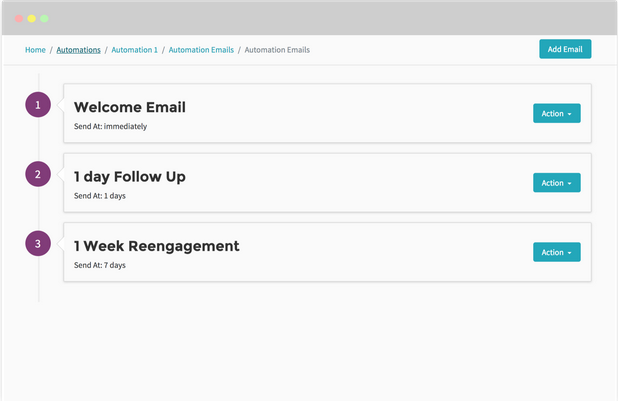 Home / Automations / Automation 1 / Automation Emails / Automation Emails
Add Email
1
Welcome Email
Send At: immediately
Action
2
1 day Follow Up
Send At: 1 days
Action
3
1 Week Reengagement
Send At: 7 days
Action